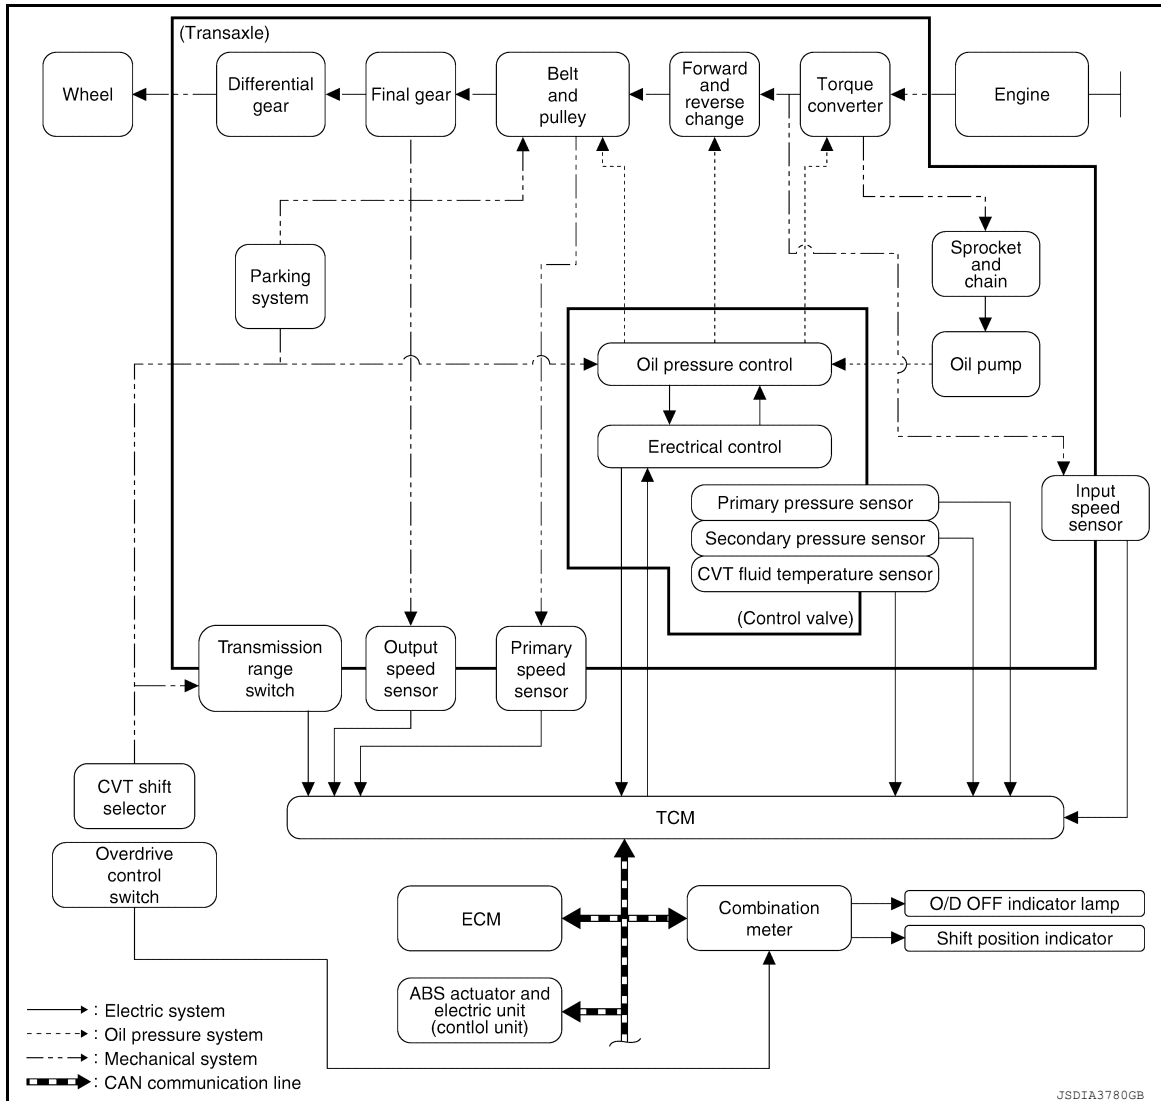 (Transaxle)
Wheel
Differential
gear
Final gear
Belt
and
pulley
Forward
and
reverse
change
Torque
converter
Engine
Parking
system
Sprocket
and
chain
Oil pressure control
Oil pump
Erectrical control
Primary pressure sensor
Secondary pressure sensor
CVT fluid temperature sensor
(Control valve)
Input
speed
sensor
Transmission
range
switch
Output
speed
sensor
Primary
speed
sensor
CVT shift
selector
TCM
Overdrive
control
switch
ECM
Combination
meter
O/D OFF indicator lamp
Shift position indicator
ABS actuator and
electric unit
(contlol unit)
: Electric system
: Oil pressure system
: Mechanical system
: CAN communication line
JSDIA3780GB